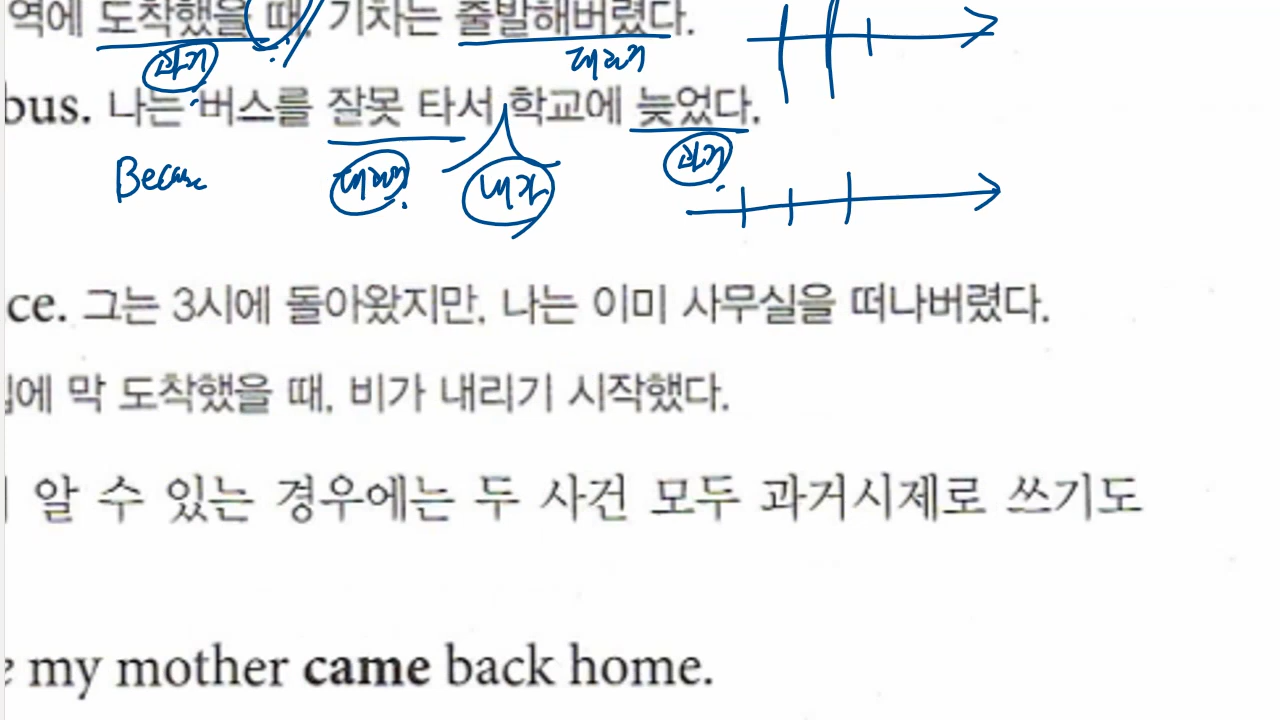 역에 도착했을 때, 기차는 출발해버렸다.
과거 대과거
bus. 나는 버스를 잘못 타서 학교에 늦었다.
Because 대과거 내가 과거
ce. 그는 3시에 돌아왔지만, 나는 이미 사무실을 떠나버렸다.
에 막 도착했을 때, 비가 내리기 시작했다.
알 수 있는 경우에는 두 사건 모두 과거시제로 쓰기도
my mother came back home.